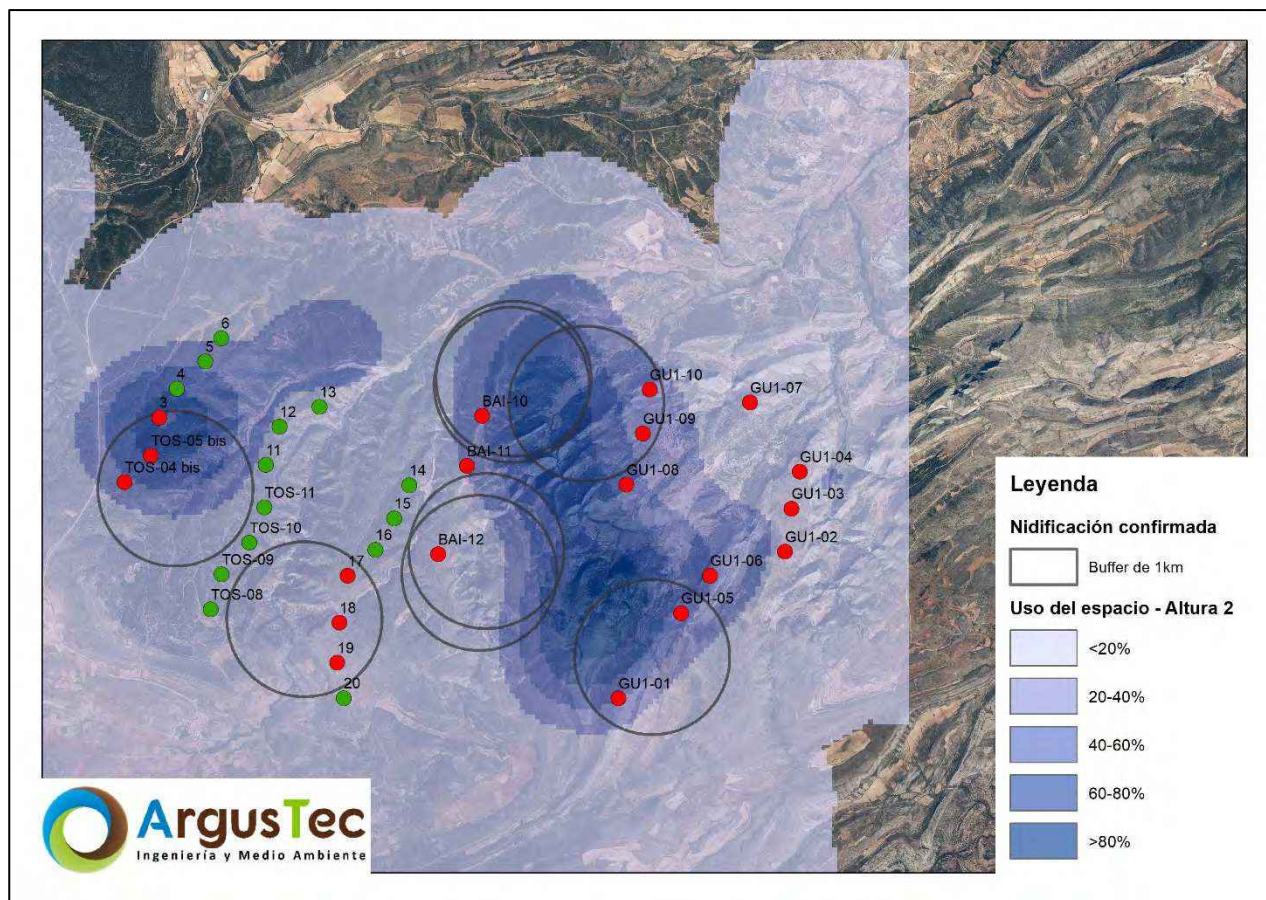 6
5
4
3
13
12
TOS-05 bis
TOS-04 bis
11
TOS-11
TOS-10
TOS-09
TOS-08
14
15
16
17
18
19
20
BAI-10
BAI-11
BAI-12
GU1-10
GU1-09
GU1-08
GU1-07
GU1-04
GU1-03
GU1-02
GU1-06
GU1-05
GU1-01
Leyenda
Nidificación confirmada
Buffer de 1km
Uso del espacio - Altura 2
<20%
20-40%
40-60%
60-80%
>80%
ArgusTec
Ingeniería y Medio Ambiente